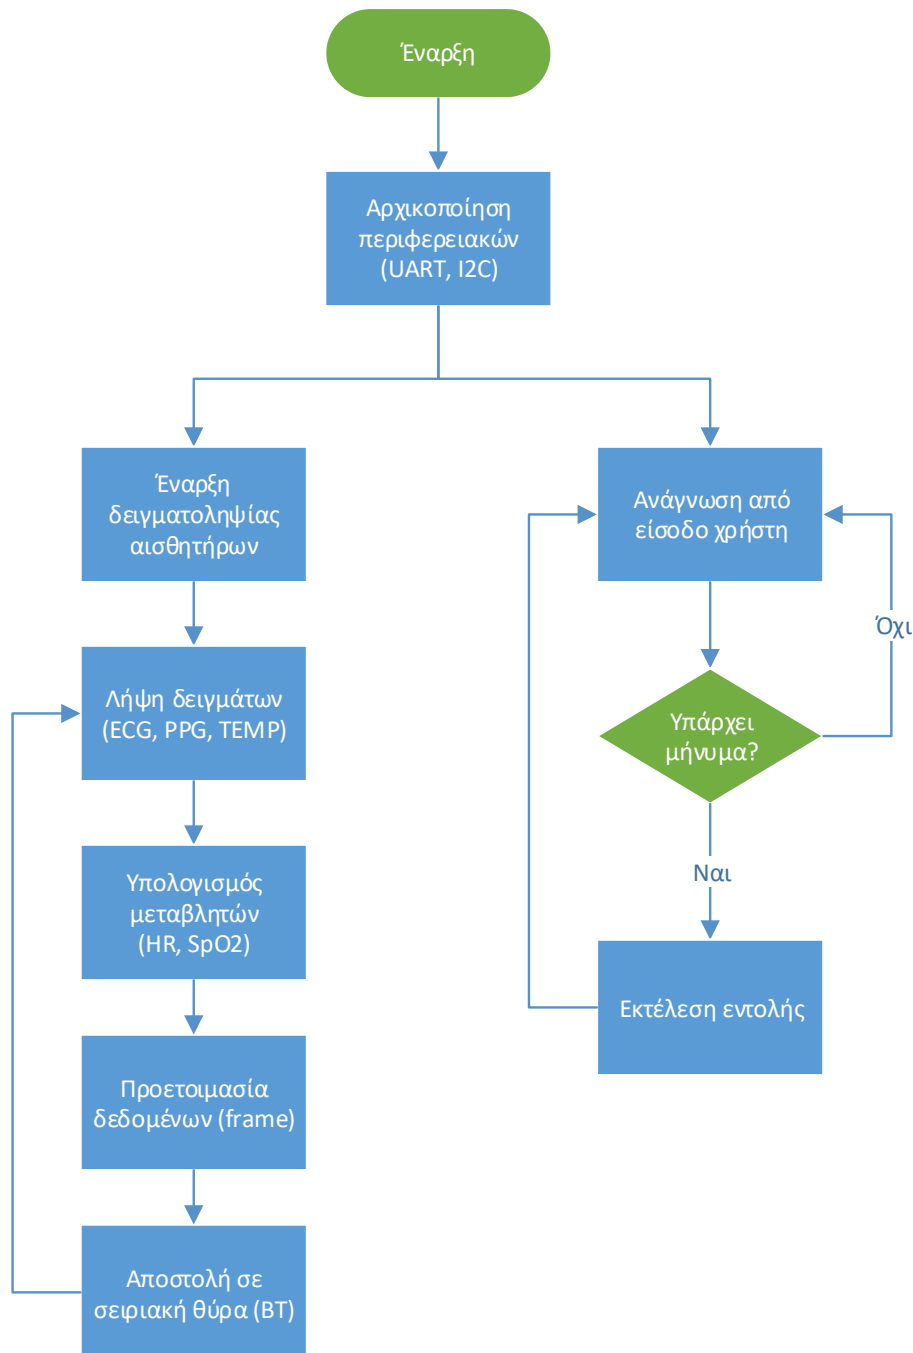 Έναρξη
Αρχικοποίηση
περιφερειακών
(UART, I2C)
Έναρξη
δειγματοληψίας
αισθητήρων
Λήψη δειγμάτων
(ECG, PPG, TEMP)
Υπολογισμός
μεταβλητών
(HR, SpO2)
Προετοιμασία
δεδομένων (frame)
Αποστολή σε
σειριακή θύρα (BT)
Ανάγνωση από
είσοδο χρήστη
Όχι
Υπάρχει
μήνυμα?
Ναι
Εκτέλεση εντολής